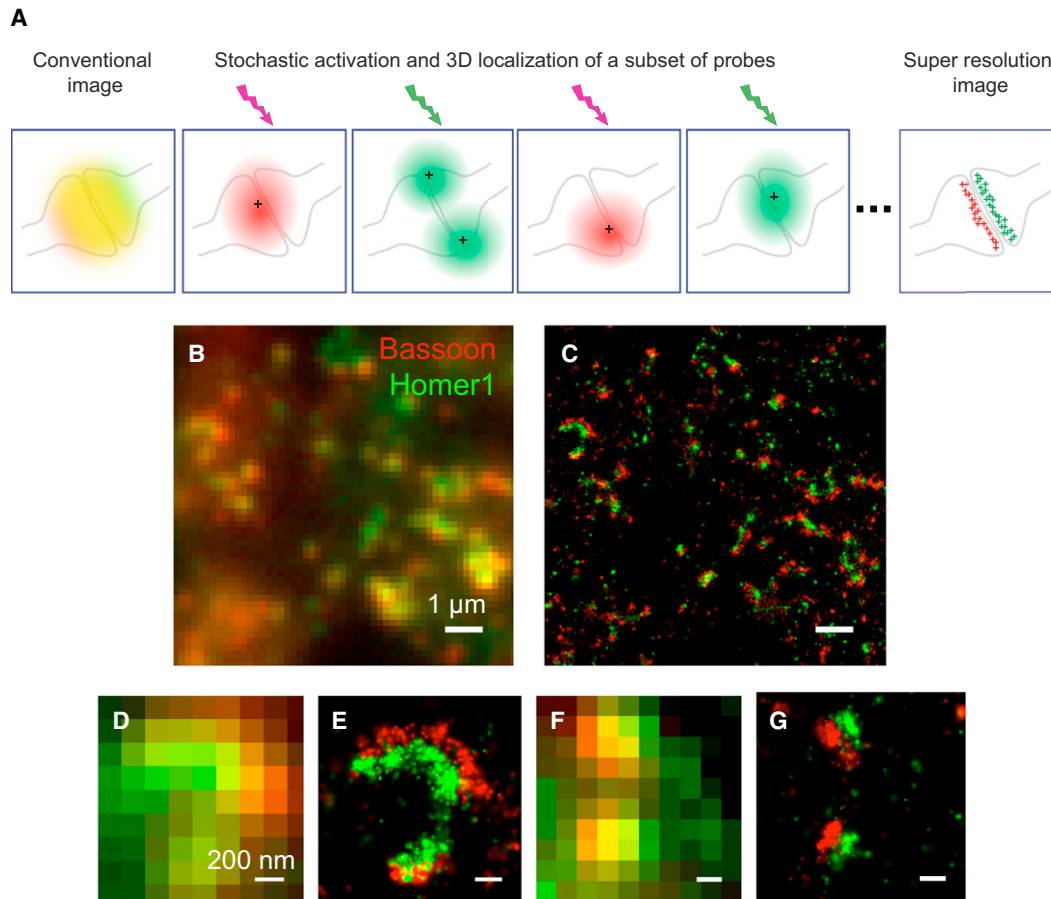 A
Conventional
image
Stochastic activation and 3D localization of a subset of probes
Super resolution
image
B
Bassoon
Homer1
1 µm
C
D
200 nm
E
F
G